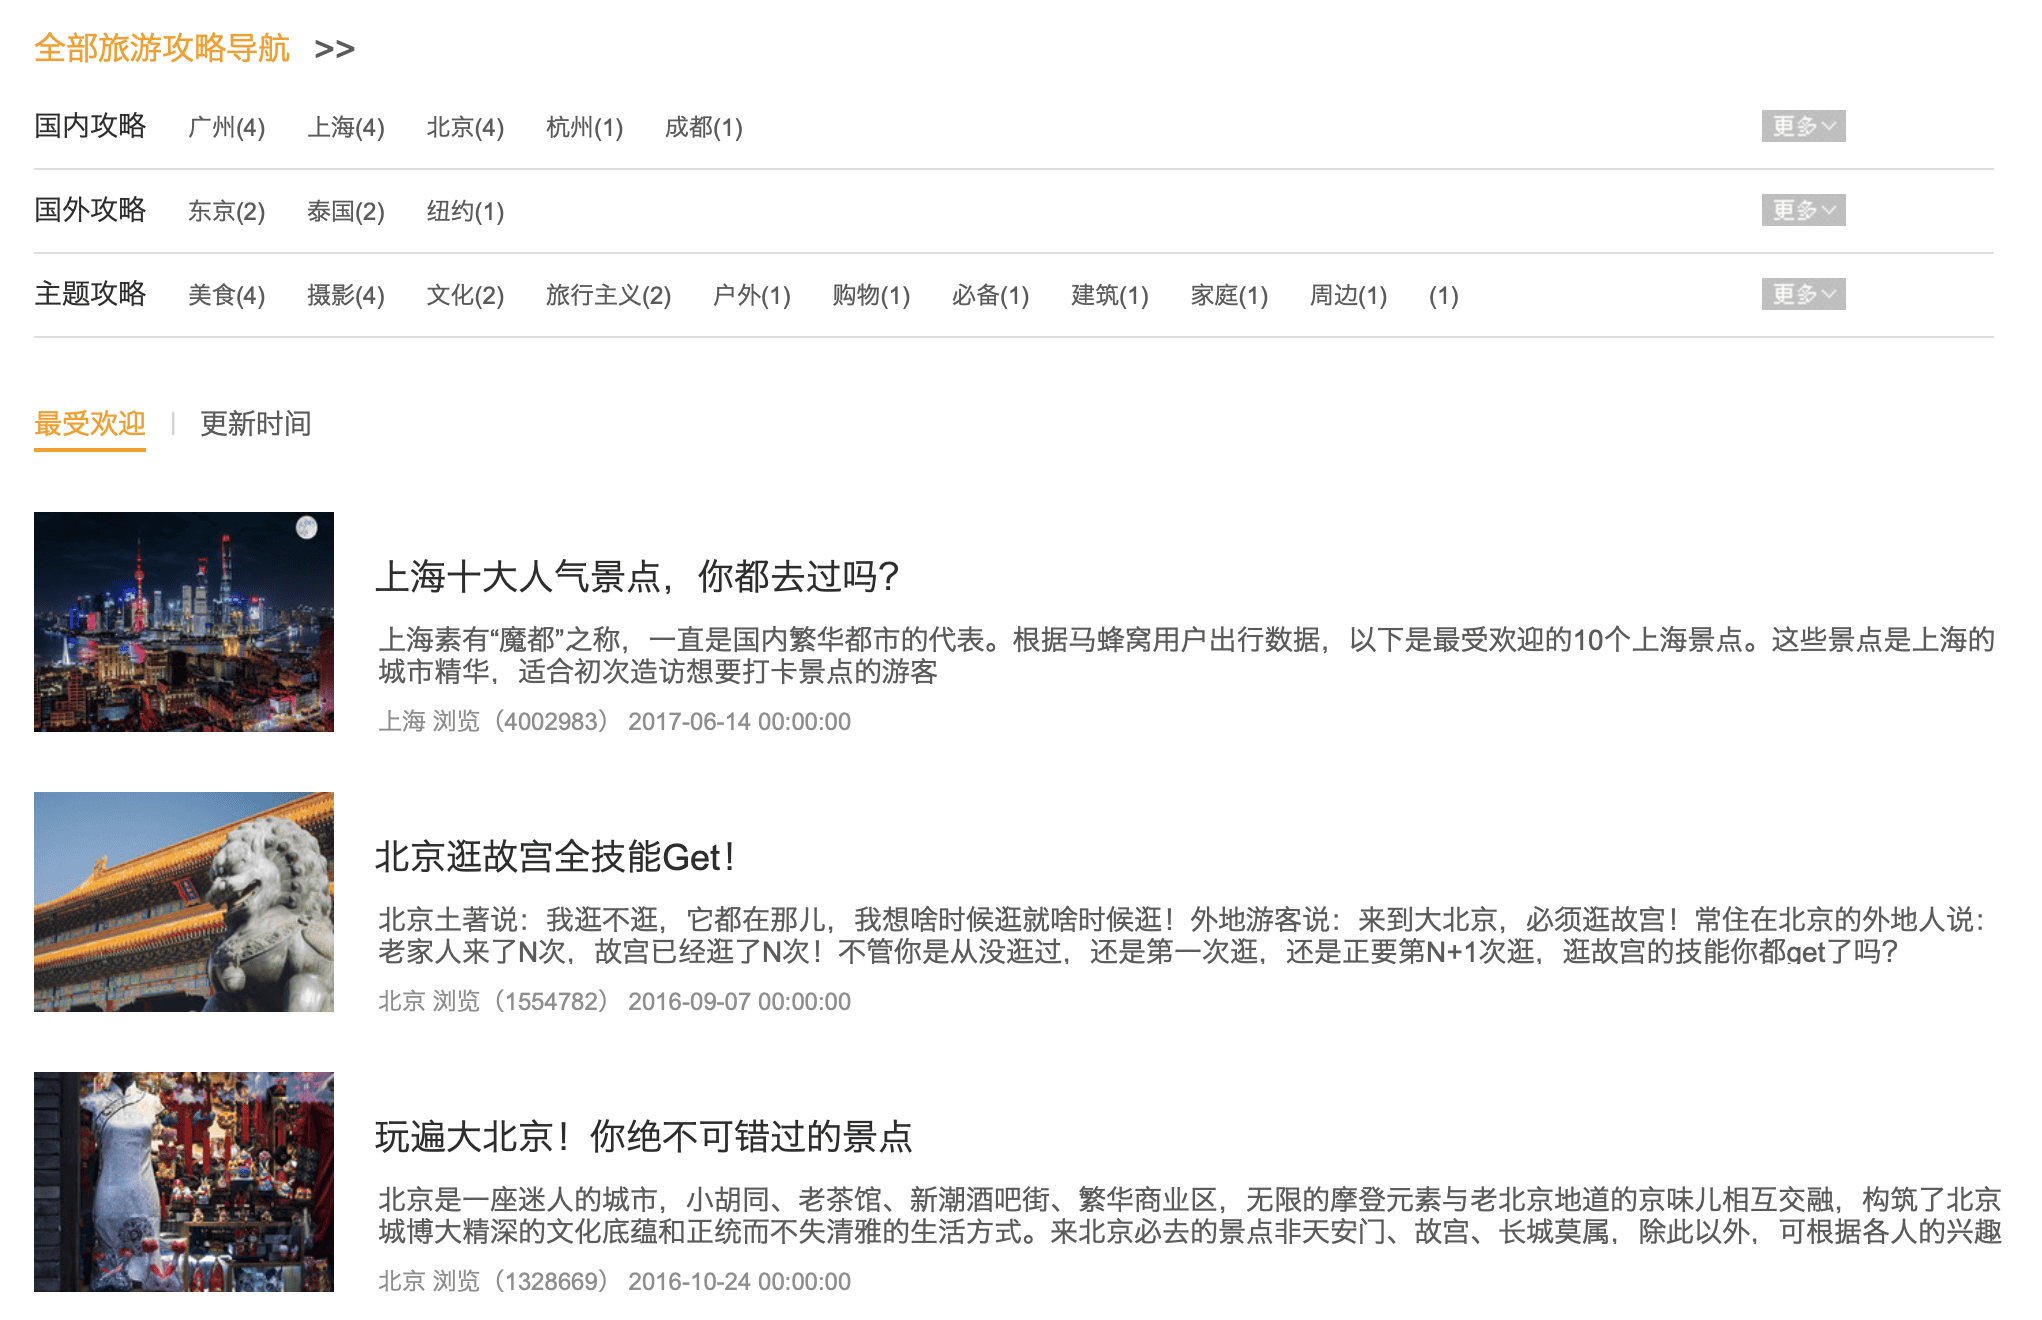 全部旅游攻略导航 >>
国内攻略 广州(4) 上海(4) 北京(4) 杭州(1) 成都(1) 更多
国外攻略 东京(2) 泰国(2) 纽约(1) 更多
主题攻略 美食(4) 摄影(4) 文化(2) 旅行主义(2) 户外(1) 购物(1) 必备(1) 建筑(1) 家庭(1) 周边(1) (1) 更多
最受欢迎 | 更新时间
上海十大人气景点，你都去过吗？
上海素有“魔都”之称，一直是国内繁华都市的代表。根据马蜂窝用户出行数据，以下是最受欢迎的10个上海景点。这些景点是上海的
城市精华，适合初次造访想要打卡景点的游客
上海 浏览（4002983） 2017-06-14 00:00:00
北京逛故宫全技能Get！
北京土著说：我逛不逛，它都在那儿，我想啥时候逛就啥时候逛！外地游客说：来到大北京，必须逛故宫！常住在北京的外地人说：
老家人来了N次，故宫已经逛了N次！不管你是从没逛过，还是第一次逛，还是正要第N+1次逛，逛故宫的技能你都get了吗？
北京 浏览（1554782） 2016-09-07 00:00:00
玩遍大北京！你绝不可错过的景点
北京是一座迷人的城市，小胡同、老茶馆、新潮酒吧街、繁华商业区，无限的摩登元素与老北京地道的京味儿相互交融，构筑了北京
城博大精深的文化底蕴和正统而不失清雅的生活方式。来北京必去的景点非天安门、故宫、长城莫属，除此以外，可根据各人的兴趣
北京 浏览（1328669） 2016-10-24 00:00:00